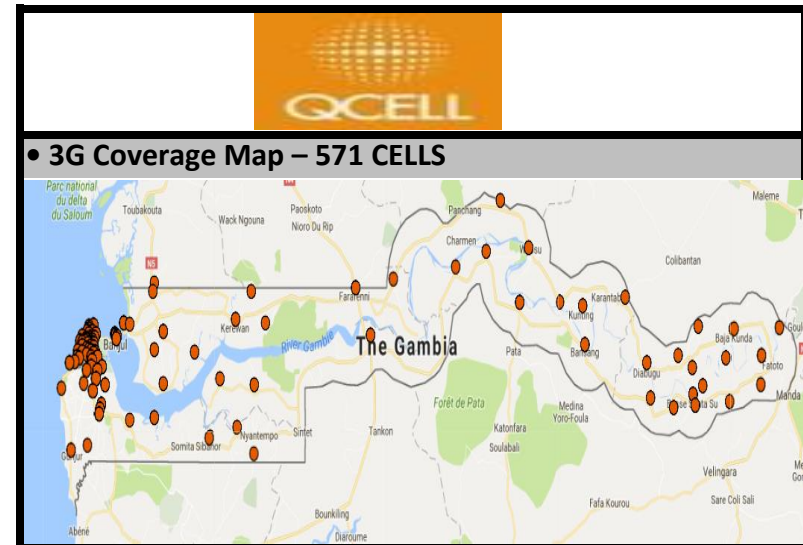 QCELL
• 3G Coverage Map – 571 CELLS
Parc national
du delta
du Saloum
Toubakouta
Wack Ngouna
Paoskoto
Nioro Du Rip
Panchang
Maleme
N5
Charmen
Colibantan
Farafenni
Karantaba
Kunting
Kerewan
Banjul
River Gambia
The Gambia
Pata
Bansang
Baja Kunda
Diabugu
Fatoto
Forêt de Pata
Medina
Yoro-Foula
Manda
Somita
Nyantempo
Sintet
Tankon
Katonfara
Soulabali
Velingara
Fafa Kourou
Sare Coli Sali
Bounkiling
Abéné
Diaroume